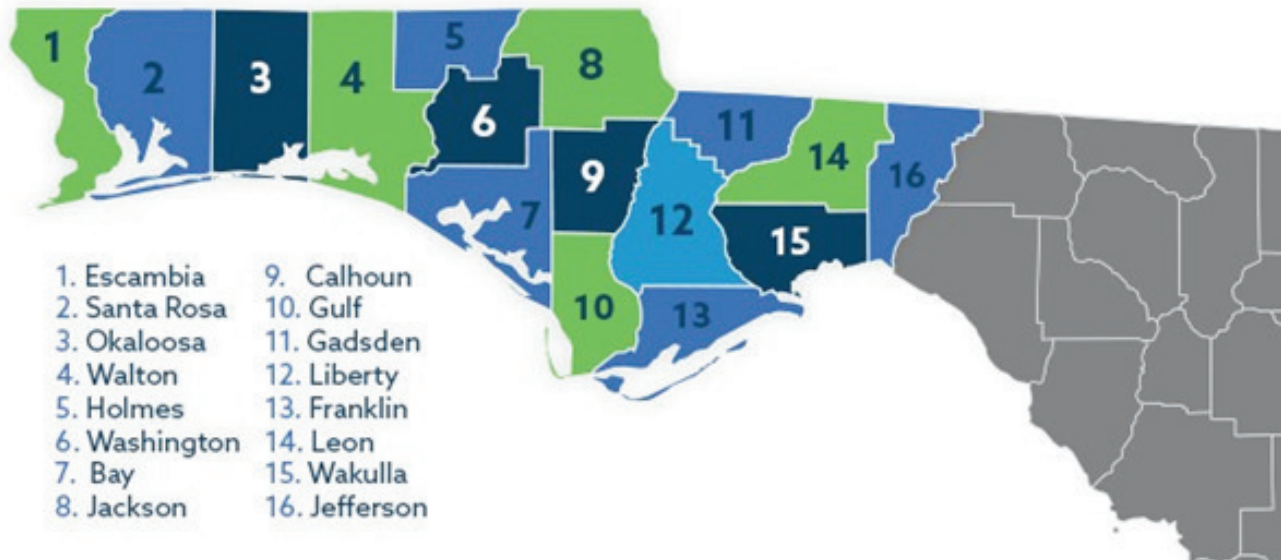 1
2
3
4
5
6
7
8
9
10
11
12
13
14
15
16
1. Escambia
2. Santa Rosa
3. Okaloosa
4. Walton
5. Holmes
6. Washington
7. Bay
8. Jackson
9. Calhoun
10. Gulf
11. Gadsden
12. Liberty
13. Franklin
14. Leon
15. Wakulla
16. Jefferson